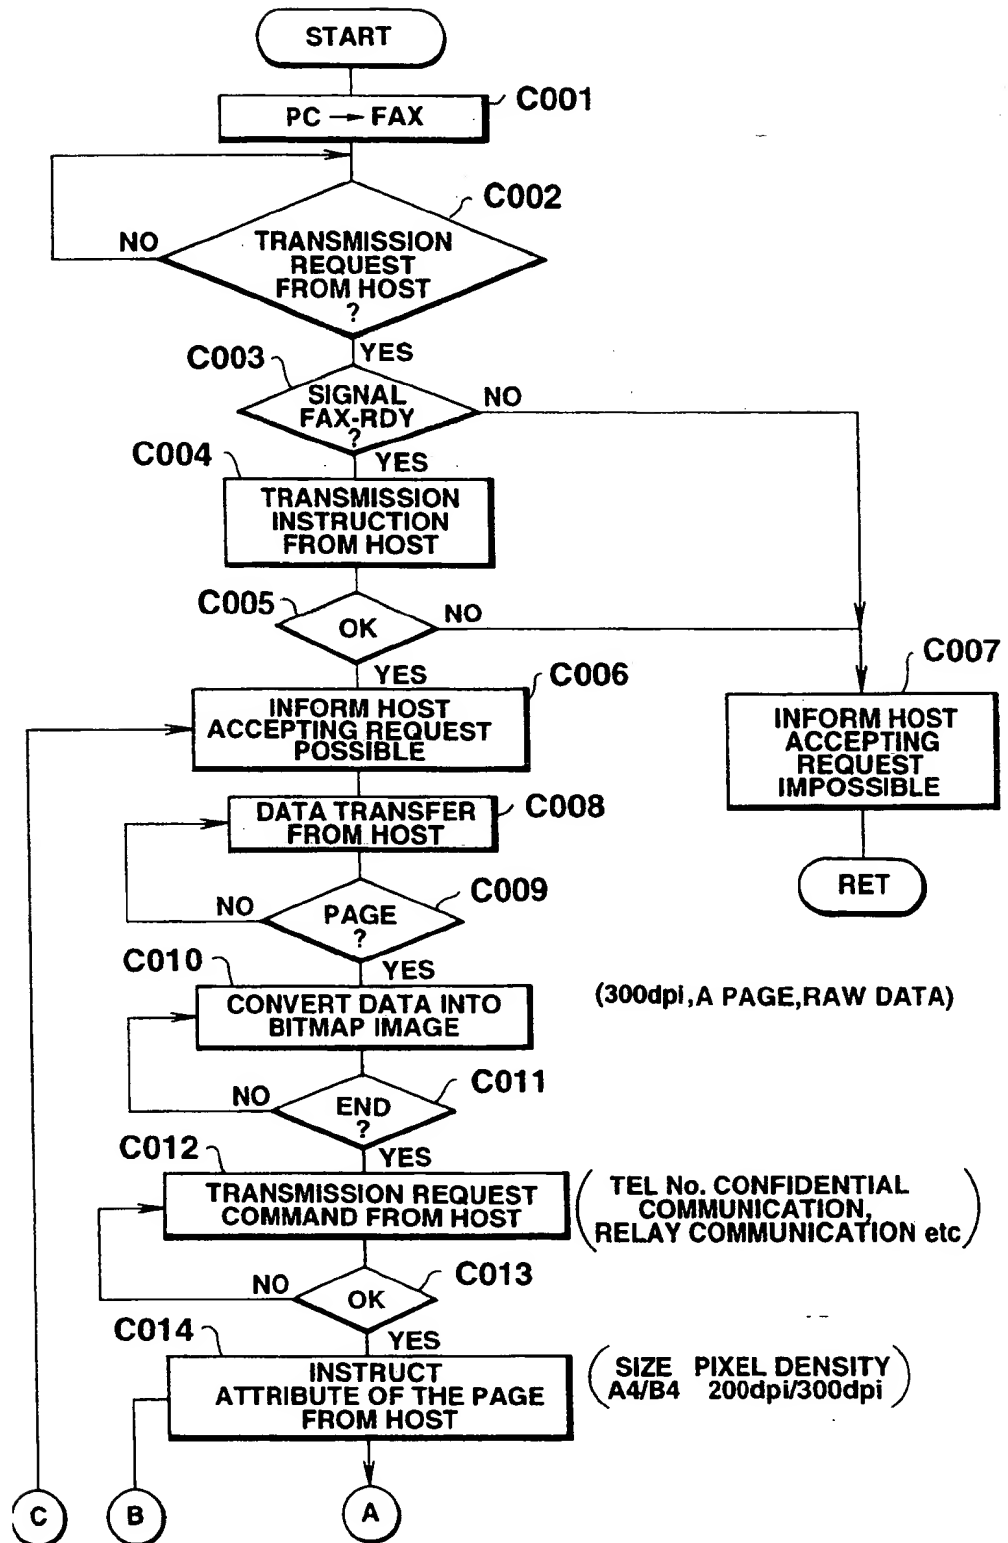 START
C001
PC → FAX
C002
NO
TRANSMISSION
REQUEST
FROM HOST
?
YES
C003
SIGNAL
FAX-RDY
?
NO
YES
C004
TRANSMISSION
INSTRUCTION
FROM HOST
C005
OK
NO
YES
C006
INFORM HOST
ACCEPTING REQUEST
POSSIBLE
C007
INFORM HOST
ACCEPTING
REQUEST
IMPOSSIBLE
RET
C008
DATA TRANSFER
FROM HOST
C009
NO
PAGE
?
YES
C010
CONVERT DATA INTO
BITMAP IMAGE
(300dpi,A PAGE,RAW DATA)
C011
NO
END
?
YES
C012
TRANSMISSION REQUEST
COMMAND FROM HOST
(TEL No. CONFIDENTIAL
COMMUNICATION,
RELAY COMMUNICATION etc)
C013
NO
OK
YES
C014
INSTRUCT
ATTRIBUTE OF THE PAGE
FROM HOST
(SIZE PIXEL DENSITY
A4/B4 200dpi/300dpi)
C
B
A